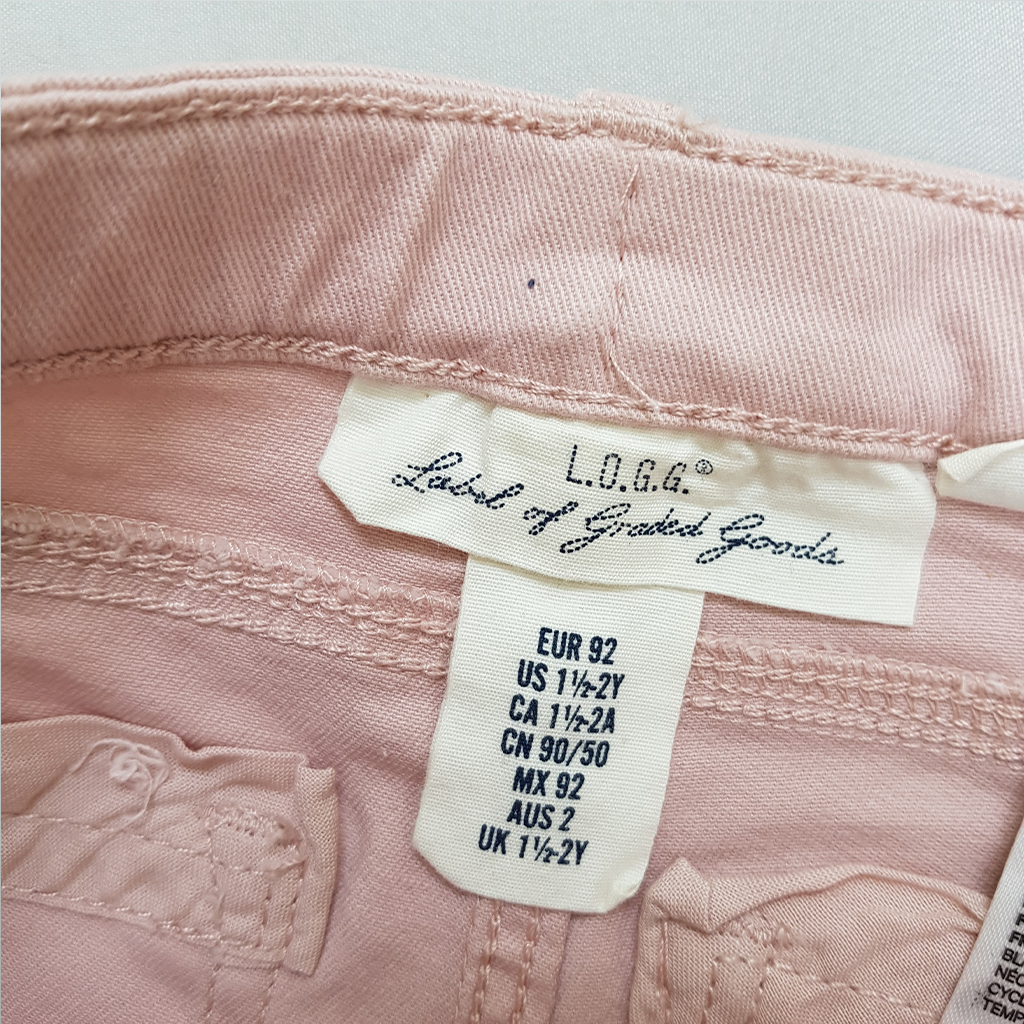 L.O.G.G.®
Label of Graded Goods
EUR 92
US 1½-2Y
CA 1½-2A
CN 90/50
MX 92
AUS 2
UK 1½-2Y